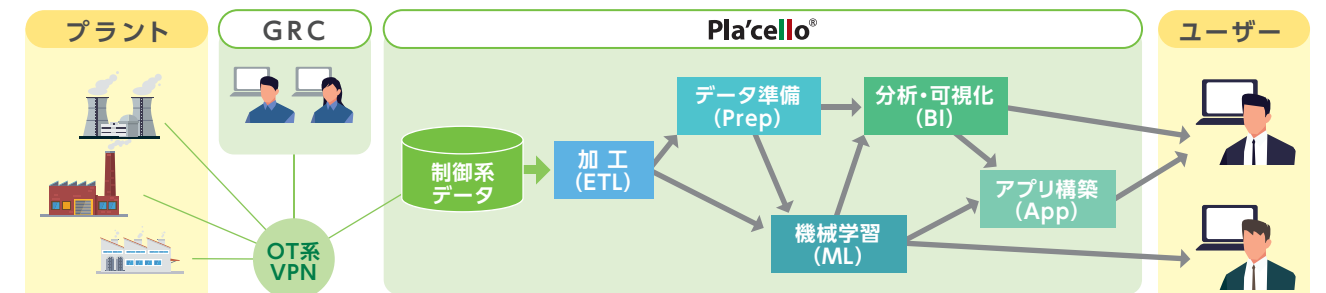 プラント
GRC
Pla'cello®
ユーザー
データ準備
(Prep)
分析・可視化
(BI)
制御系
データ
加工
(ETL)
アプリ構築
(App)
機械学習
(ML)
OT系
VPN